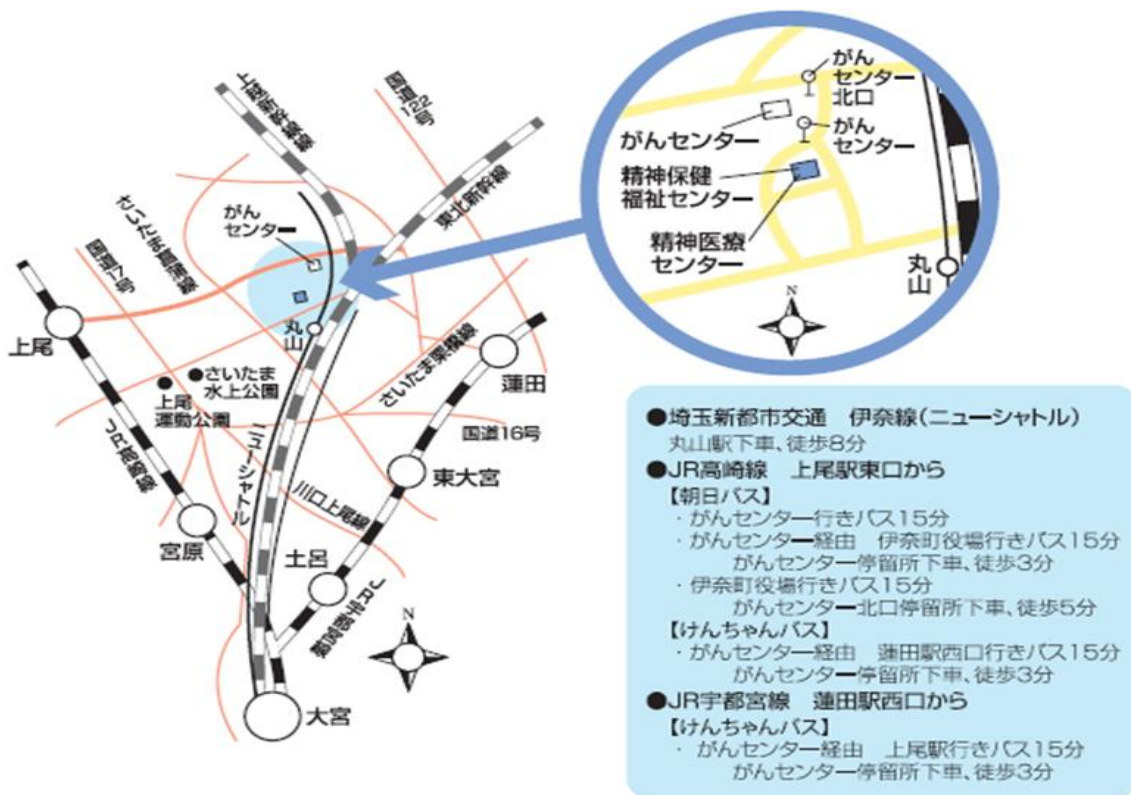 上越新幹線
国道122号
東北新幹線
さいたま菖蒲線
国道17号
がん
センター
上尾
丸山
さいたま
水上公園
上尾
運動公園
さいたま栗橋線
蓮田
国道16号
JR高崎線
ニューシャトル
東大宮
川口上尾線
宮原
土呂
JR宇都宮線
N
大宮
がん
センター
北口
がん
センター
がんセンター
精神保健
福祉センター
精神医療
センター
丸山
N
●埼玉新都市交通 伊奈線(ニューシャトル)
丸山駅下車、徒歩8分
●JR高崎線 上尾駅東口から
【朝日バス】
・がんセンター行きバス15分
・がんセンター経由 伊奈町役場行きバス15分
がんセンター停留所下車、徒歩3分
・伊奈町役場行きバス15分
がんセンター北口停留所下車、徒歩5分
【けんちゃんバス】
・がんセンター経由 蓮田駅西口行きバス15分
がんセンター停留所下車、徒歩3分
●JR宇都宮線 蓮田駅西口から
【けんちゃんバス】
・がんセンター経由 上尾駅行きバス15分
がんセンター停留所下車、徒歩3分